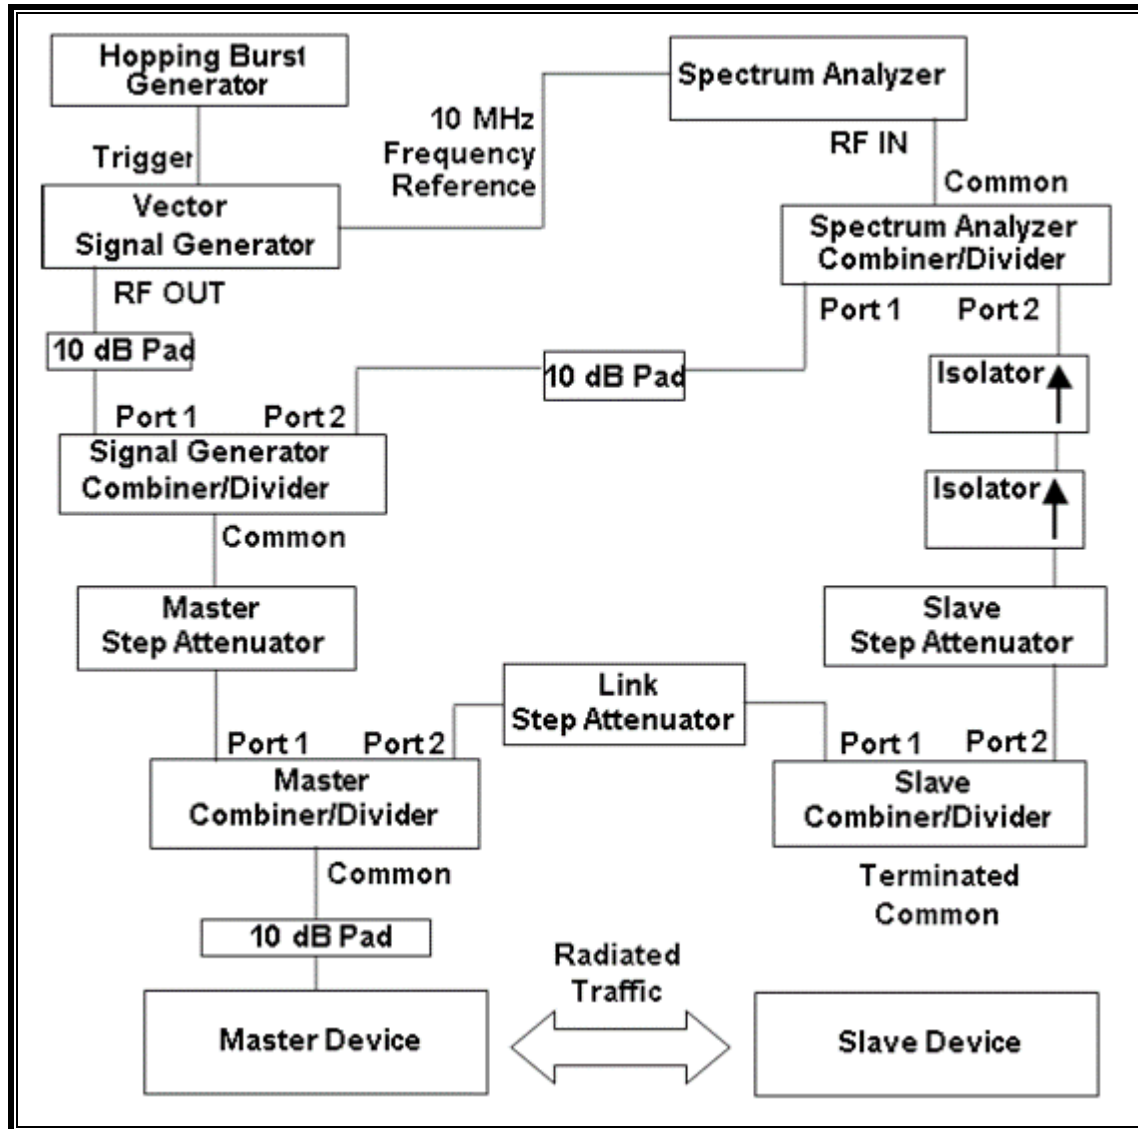 Hopping Burst
Generator
Trigger
Vector
Signal Generator
RF OUT
10 dB Pad
10 MHz
Frequency
Reference
Spectrum Analyzer
RF IN
Common
Spectrum Analyzer
Combiner/Divider
Port 1 Port 2
10 dB Pad
Isolator
Isolator
Port 1 Port 2
Signal Generator
Combiner/Divider
Common
Master
Step Attenuator
Slave
Step Attenuator
Link
Step Attenuator
Port 1 Port 2
Master
Combiner/Divider
Common
Port 1 Port 2
Slave
Combiner/Divider
Terminated
Common
10 dB Pad
Master Device
Radiated
Traffic
Slave Device